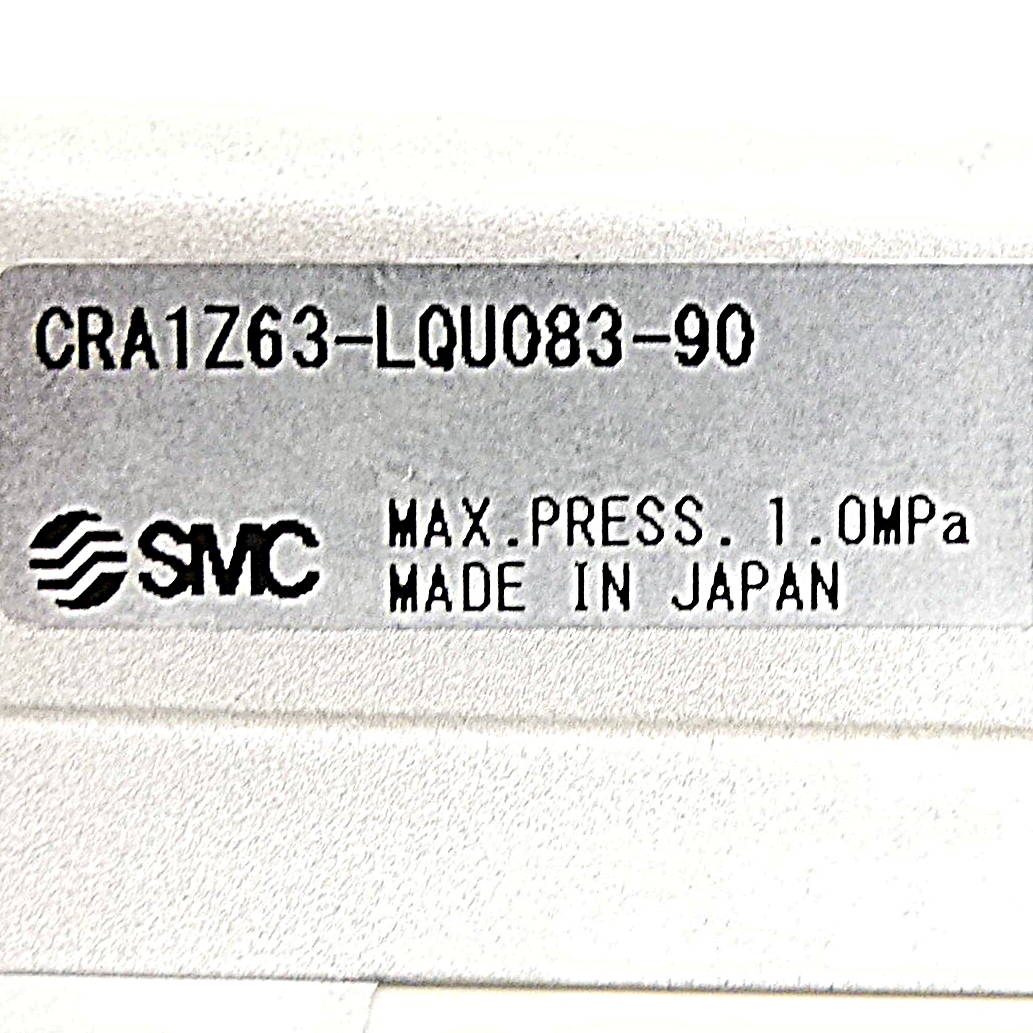 CRA1Z63-LQU083-90
SMC
MAX.PRESS. 1.0MPa
MADE IN JAPAN